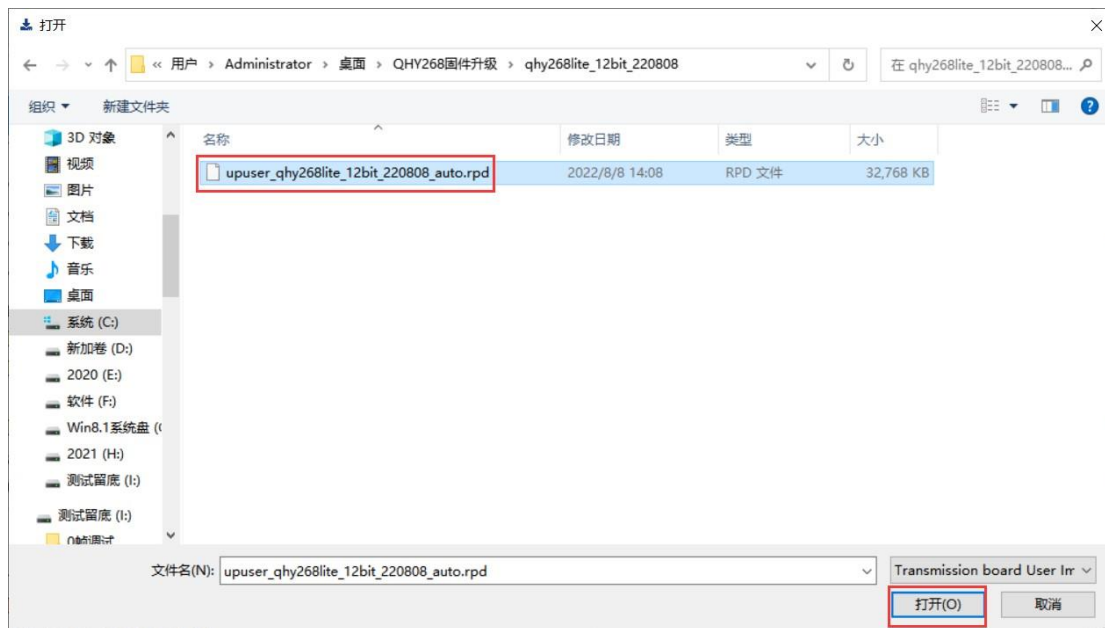 打开
« 用户 › Administrator › 桌面 › QHY268固件升级 › qhy268lite_12bit_220808
在 qhy268lite_12bit_220808...
组织 新建文件夹
3D 对象
视频
图片
文档
下载
音乐
桌面
系统 (C:)
新加卷 (D:)
2020 (E:)
软件 (F:)
Win8.1系统盘 (
2021 (H:)
测试留底 (I:)
测试留底 (I:)
0帧调试
名称 修改日期 类型 大小
upuser_qhy268lite_12bit_220808_auto.rpd 2022/8/8 14:08 RPD 文件 32,768 KB
文件名(N): upuser_qhy268lite_12bit_220808_auto.rpd
Transmission board User Im
打开(O) 取消